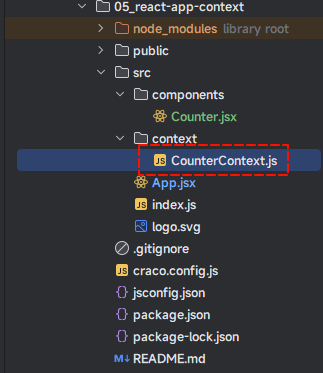 05_react-app-context
node_modules library root
public
src
components
Counter.jsx
context
JS CounterContext.js
App.jsx
JS index.js
logo.svg
.gitignore
JS craco.config.js
{} jsconfig.json
{} package.json
{} package-lock.json
M↓ README.md